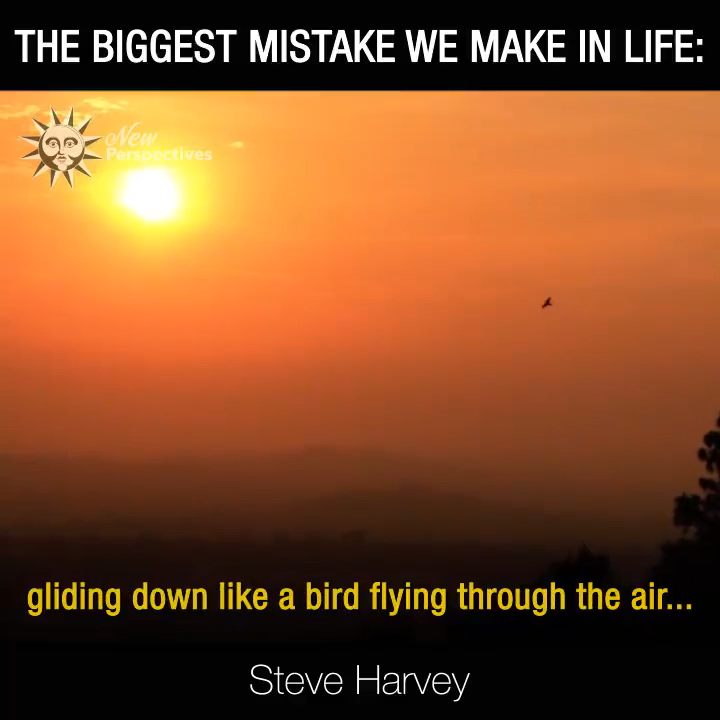 THE BIGGEST MISTAKE WE MAKE IN LIFE:
New
Perspectives
gliding down like a bird flying through the air...
Steve Harvey